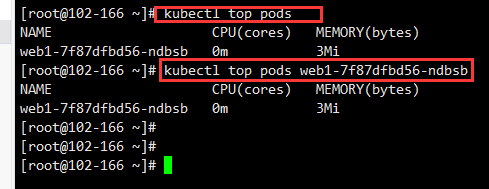 [root@102-166 ~]# kubectl top pods
NAME CPU(cores) MEMORY(bytes)
web1-7f87dfbd56-ndbsb 0m 3Mi
[root@102-166 ~]# kubectl top pods web1-7f87dfbd56-ndbsb
NAME CPU(cores) MEMORY(bytes)
web1-7f87dfbd56-ndbsb 0m 3Mi
[root@102-166 ~]#
[root@102-166 ~]#
[root@102-166 ~]#